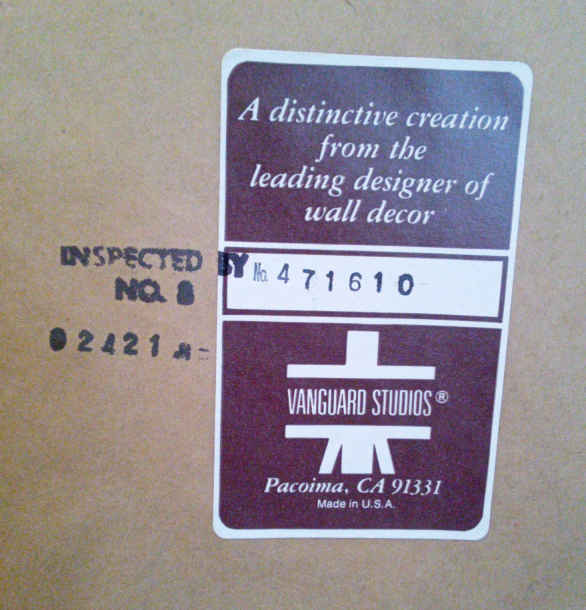 A distinctive creation
from the
leading designer of
wall decor
INSPECTED BY
NO. 8
No. 471610
VANGUARD STUDIOS®
Pacoima, CA 91331
Made in U.S.A.